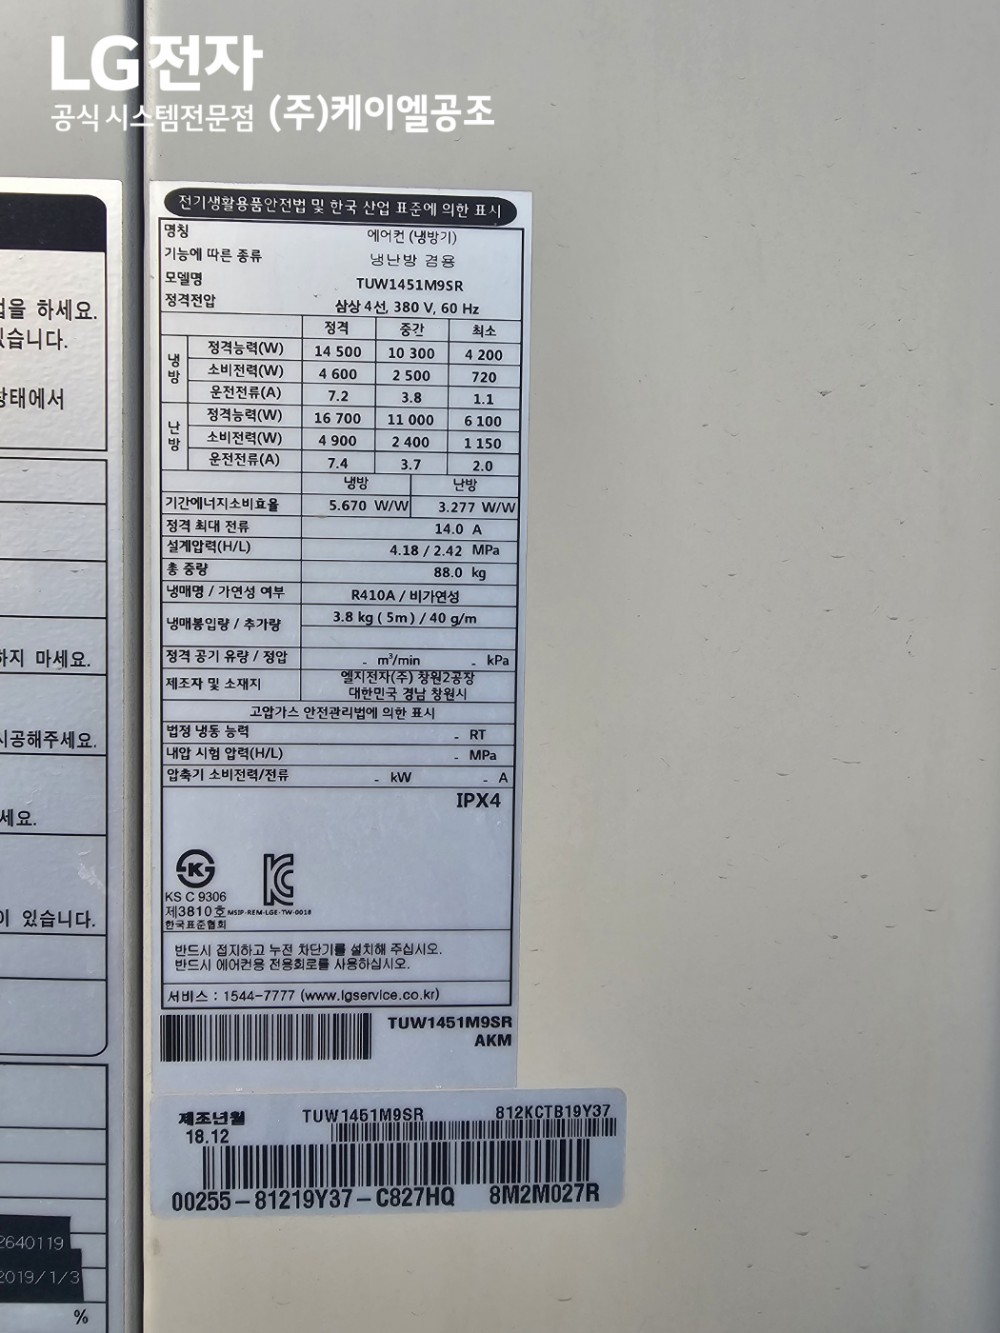 LG전자
공식 시스템전문점 (주)케이엘공조
전기생활용품안전법 및 한국 산업 표준에 의한 표시
명칭 에어컨 (냉방기)
기능에 따른 종류 냉난방 겸용
모델명 TUW1451M9SR
정격전압 삼상 4선, 380 V, 60 Hz
정격 중간 최소
냉방 정격능력(W) 14 500 10 300 4 200
소비전력(W) 4 600 2 500 720
운전전류(A) 7.2 3.8 1.1
난방 정격능력(W) 16 700 11 000 6 100
소비전력(W) 4 900 2 400 1 150
운전전류(A) 7.4 3.7 2.0
냉방 난방
기간에너지소비효율 5.670 W/W 3.277 W/W
정격 최대 전류 14.0 A
설계압력(H/L) 4.18 / 2.42 MPa
총 중량 88.0 kg
냉매명 / 가연성 여부 R410A / 비가연성
냉매봉입량 / 추가량 3.8 kg ( 5m ) / 40 g/m
정격 공기 유량 / 정압 - m³/min - kPa
제조자 및 소재지 엘지전자(주) 창원2공장
대한민국 경남 창원시
고압가스 안전관리법에 의한 표시
법정 냉동 능력 - RT
내압 시험 압력(H/L) - MPa
압축기 소비전력/전류 - kW - A
IPX4
KS C 9306
제3810호 MSIP-REM-LGE-TW-0018
한국표준협회
반드시 접지하고 누전 차단기를 설치해 주십시오.
반드시 에어컨용 전용회로를 사용하십시오.
서비스 : 1544-7777 (www.lgservice.co.kr)
TUW1451M9SR
AKM
제조년월 TUW1451M9SR 812KCTB19Y37
18.12
00255-81219Y37-C827HQ 8M2M027R
을 하세요.
있습니다.
상태에서
하지 마세요.
시공해주세요.
세요.
이 있습니다.
2640119
2019/1/3
%